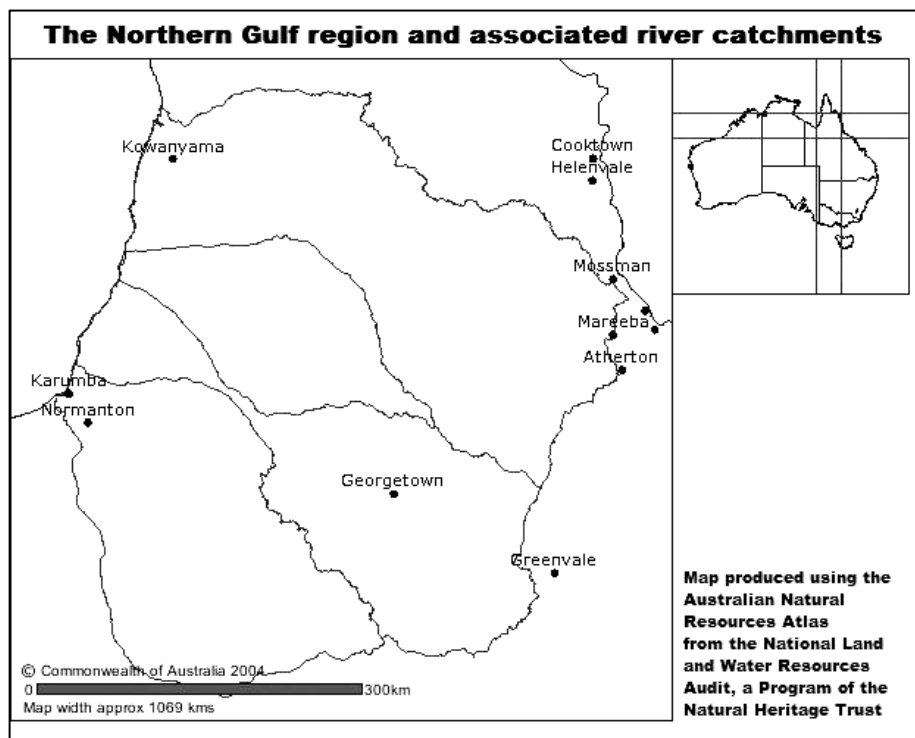 The Northern Gulf region and associated river catchments
Kowanyama
Cooktown
Helenvale
Mossman
Mareeba
Atherton
Karumba
Normanton
Georgetown
Greenvale
© Commonwealth of Australia 2004
0 300km
Map width approx 1069 kms
Map produced using the
Australian Natural
Resources Atlas
from the National Land
and Water Resources
Audit, a Program of the
Natural Heritage Trust